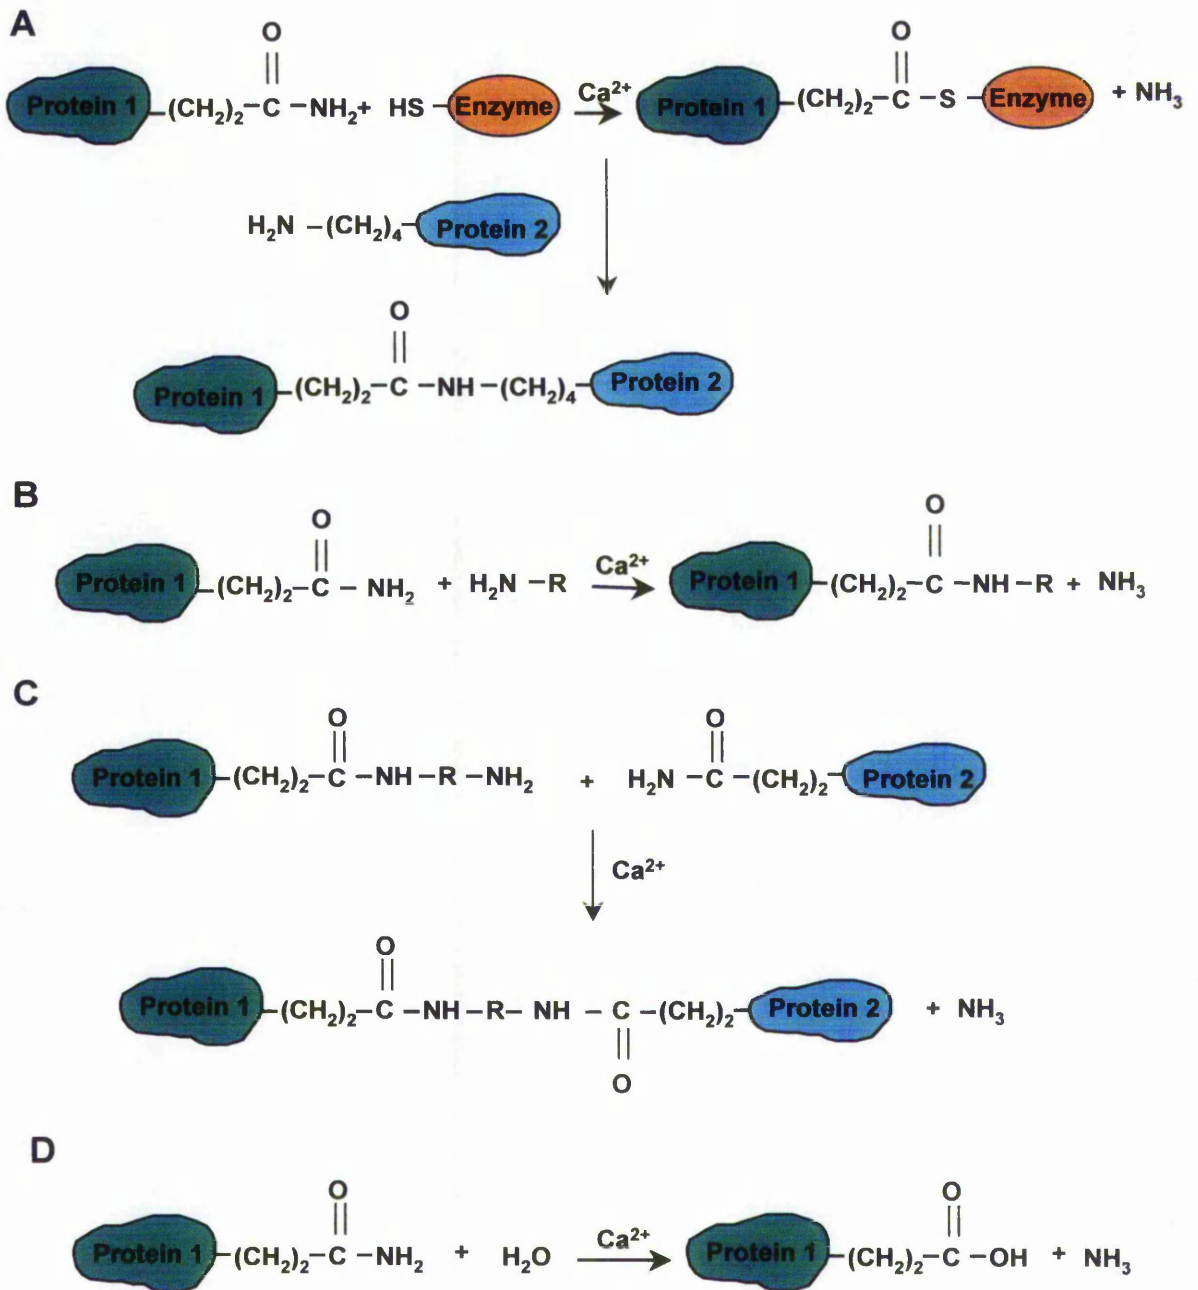 A
O
Protein 1 –(CH₂)₂–C–NH₂ + HS–Enzyme Ca²⁺ Protein 1 –(CH₂)₂–C–S–Enzyme + NH₃
O
H₂N–(CH₂)₄–Protein 2
O
Protein 1 –(CH₂)₂–C–NH–(CH₂)₄–Protein 2
B
O
O
Protein 1 –(CH₂)₂–C–NH₂ + H₂N–R Ca²⁺ Protein 1 –(CH₂)₂–C–NH–R + NH₃
C
O O
Protein 1 –(CH₂)₂–C–NH–R–NH₂ + H₂N–C–(CH₂)₂–Protein 2
Ca²⁺
O
Protein 1 –(CH₂)₂–C–NH–R–NH–C–(CH₂)₂–Protein 2 + NH₃
O
D
O O
Protein 1 –(CH₂)₂–C–NH₂ + H₂O Ca²⁺ Protein 1 –(CH₂)₂–C–OH + NH₃